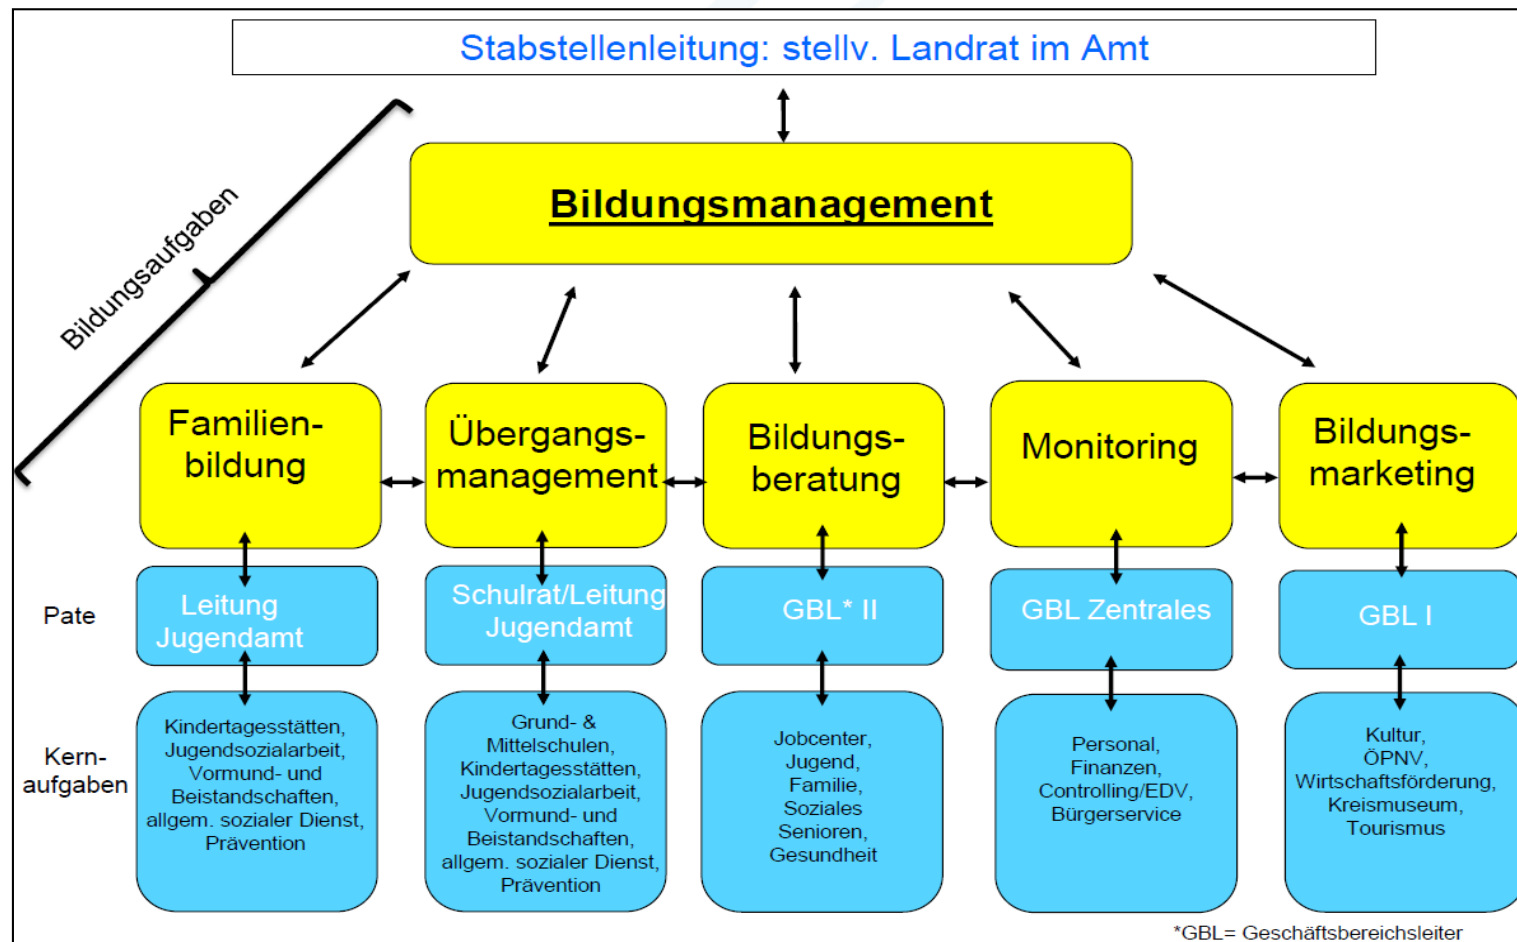 Stabstellenleitung: stellv. Landrat im Amt
Bildungsaufgaben
Bildungsmanagement
Familien-
bildung
Übergangs-
management
Bildungs-
beratung
Monitoring
Bildungs-
marketing
Pate
Leitung
Jugendamt
Schulrat/Leitung
Jugendamt
GBL* II
GBL Zentrales
GBL I
Kern-
aufgaben
Kindertagesstätten,
Jugendsozialarbeit,
Vormund- und
Beistandschaften,
allgem. sozialer Dienst,
Prävention
Grund- &
Mittelschulen,
Kindertagesstätten,
Jugendsozialarbeit,
Vormund- und
Beistandschaften,
allgem. sozialer Dienst,
Prävention
Jobcenter,
Jugend,
Familie,
Soziales
Senioren,
Gesundheit
Personal,
Finanzen,
Controlling/EDV,
Bürgerservice
Kultur,
ÖPNV,
Wirtschaftsförderung,
Kreismuseum,
Tourismus
*GBL= Geschäftsbereichsleiter